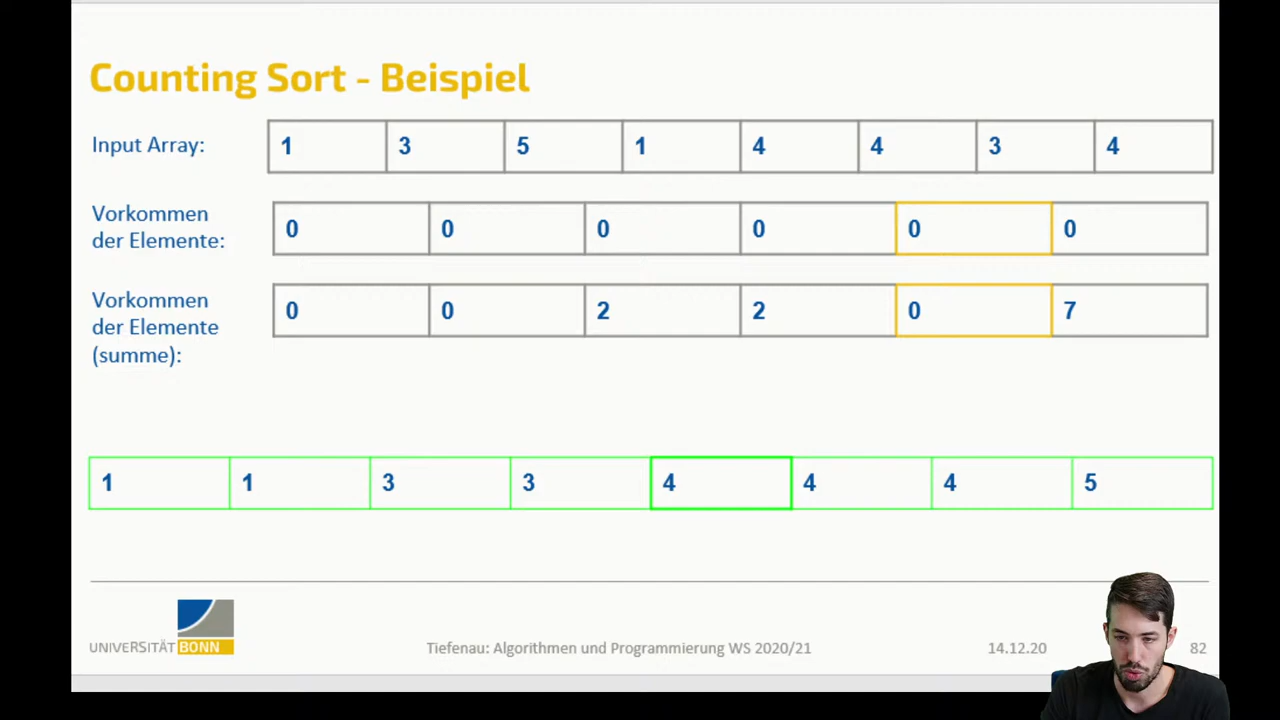 Counting Sort - Beispiel
Input Array: 1 3 5 1 4 4 3 4
Vorkommen
der Elemente: 0 0 0 0 0 0
Vorkommen
der Elemente 0 0 2 2 0 7
(summe):
1 1 3 3 4 4 4 5
UNIVERSITÄT BONN
Tiefenau: Algorithmen und Programmierung WS 2020/21
14.12.20
82